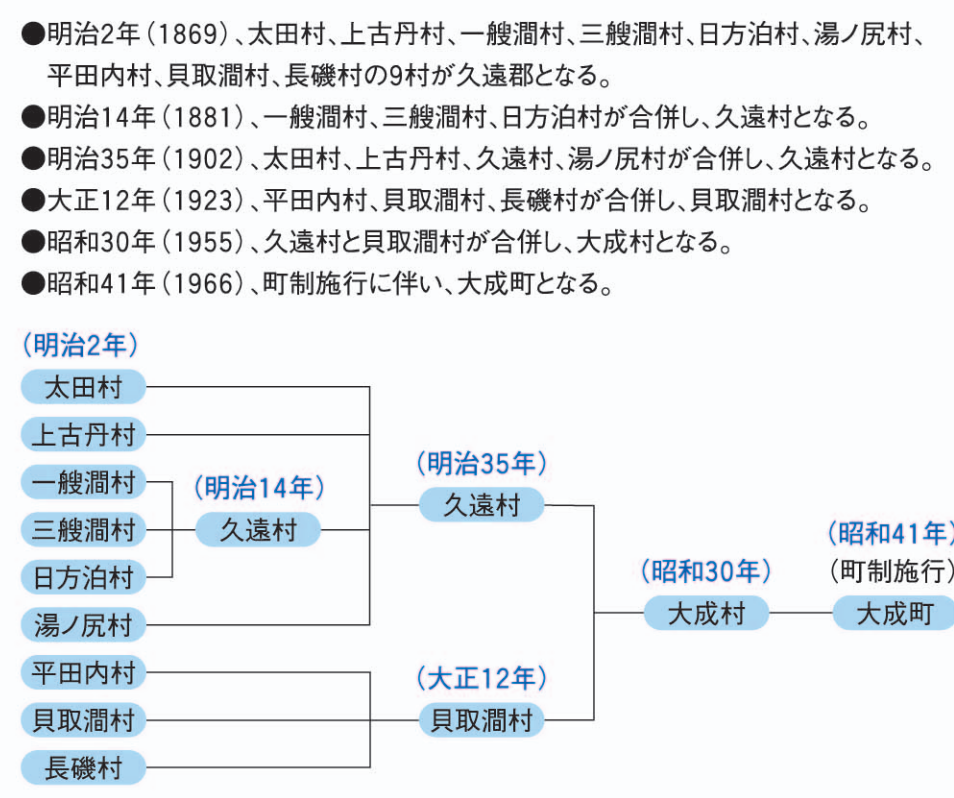 ●明治2年（1869）、太田村、上古丹村、一艘澗村、三艘澗村、日方泊村、湯ノ尻村、
平田内村、貝取澗村、長磯村の9村が久遠郡となる。
●明治14年（1881）、一艘澗村、三艘澗村、日方泊村が合併し、久遠村となる。
●明治35年（1902）、太田村、上古丹村、久遠村、湯ノ尻村が合併し、久遠村となる。
●大正12年（1923）、平田内村、貝取澗村、長磯村が合併し、貝取澗村となる。
●昭和30年（1955）、久遠村と貝取澗村が合併し、大成村となる。
●昭和41年（1966）、町制施行に伴い、大成町となる。
（明治2年）
太田村
上古丹村
一艘澗村
三艘澗村
日方泊村
湯ノ尻村
平田内村
貝取澗村
長磯村
（明治14年）
久遠村
（明治35年）
久遠村
（大正12年）
貝取澗村
（昭和30年）
大成村
（昭和41年）
（町制施行）
大成町